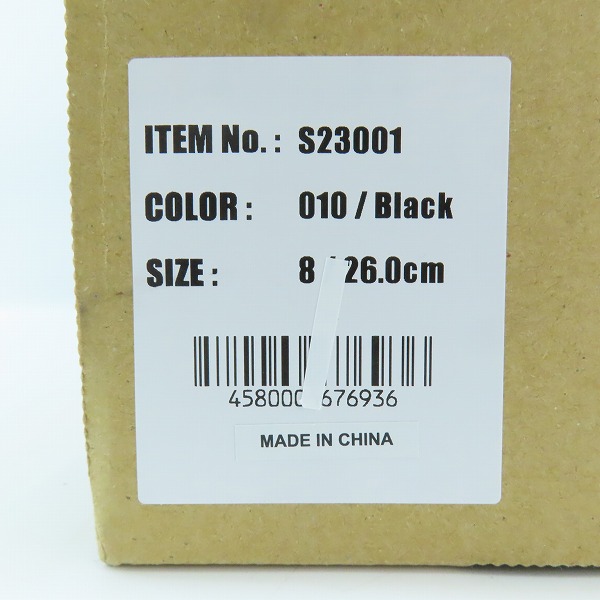 ITEM No. : S23001
COLOR : 010 / Black
SIZE : 8 / 26.0cm
458000 676936
MADE IN CHINA